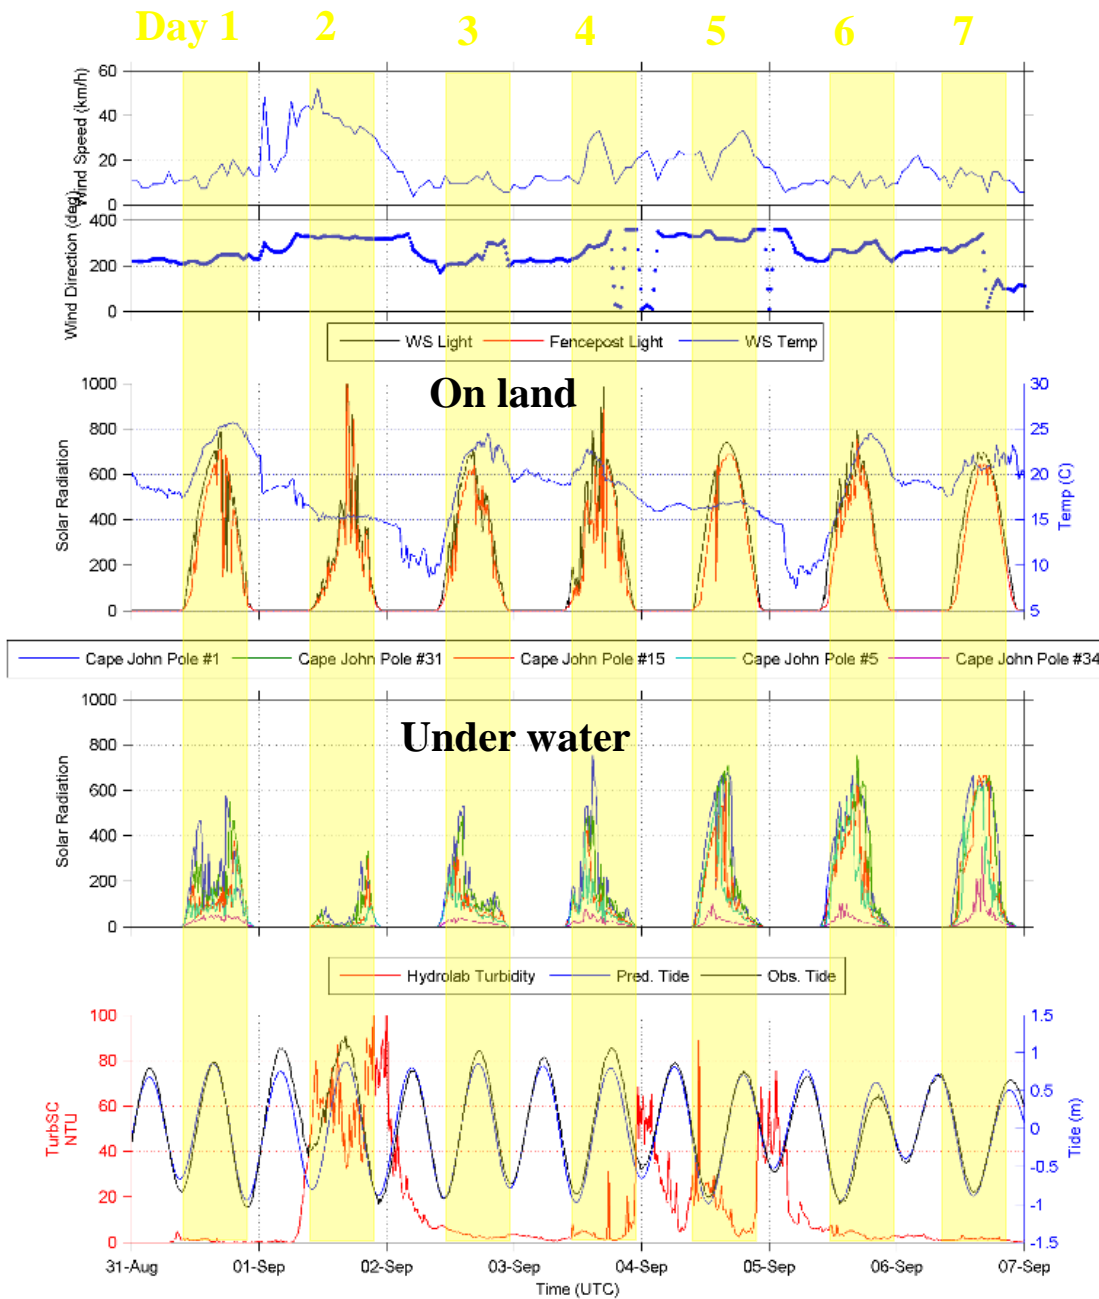 Day 1 2 3 4 5 6 7
Wind Speed (km/h)
60
40
20
0
Wind Direction (deg)
400
200
0
WS Light Fencepost Light WS Temp
On land
Solar Radiation
1000
800
600
400
200
0
30
25
20
15
10
5
Temp (C)
Cape John Pole #1 Cape John Pole #31 Cape John Pole #15 Cape John Pole #5 Cape John Pole #34
Under water
Solar Radiation
1000
800
600
400
200
0
Hydrolab Turbidity Pred. Tide Obs. Tide
TurbSC
NTU
100
80
60
40
20
0
1.5
1
0.5
0
-0.5
-1
-1.5
Tide (m)
31-Aug 01-Sep 02-Sep 03-Sep 04-Sep 05-Sep 06-Sep 07-Sep
Time (UTC)